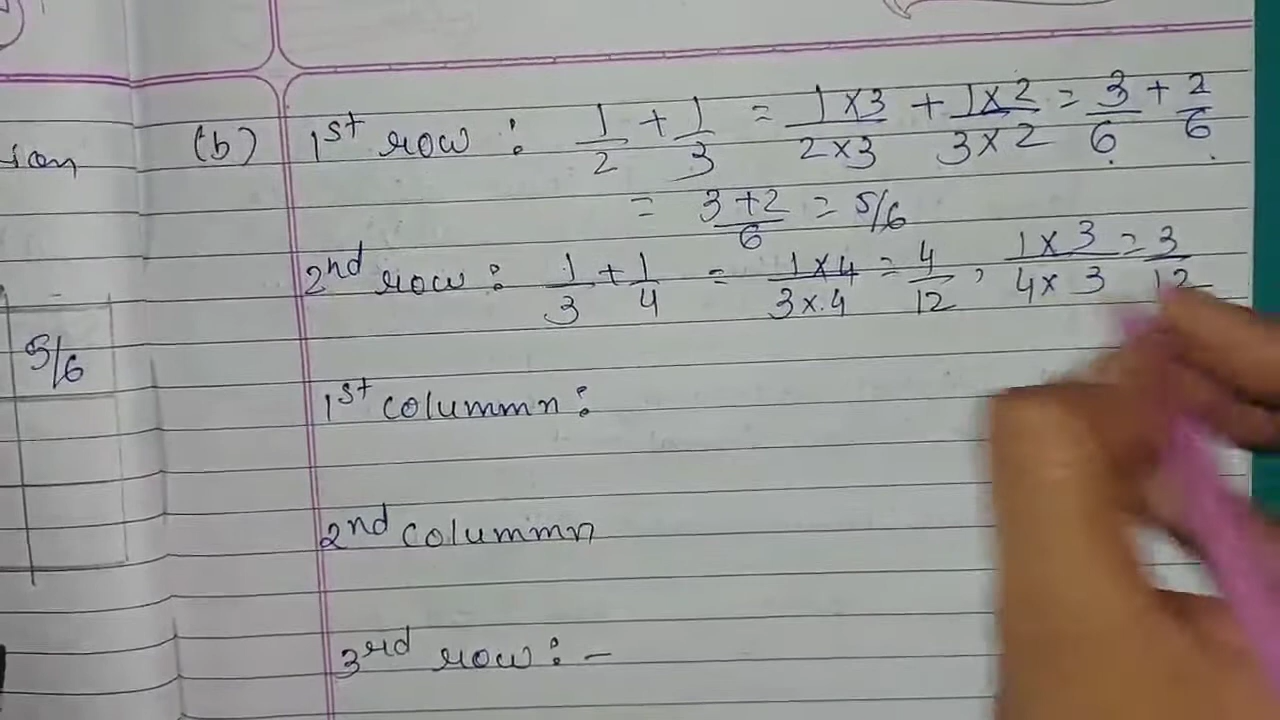 (b) 1st row : 1/2 + 1/3 = 1×3/2×3 + 1×2/3×2 = 3/6 + 2/6
= 3+2/6 = 5/6
2nd row : 1/3 + 1/4 = 1×4/3×4 = 4/12 , 1×3/4×3 = 3/12
5/6
1st colummn :
2nd colummn
3rd row : -